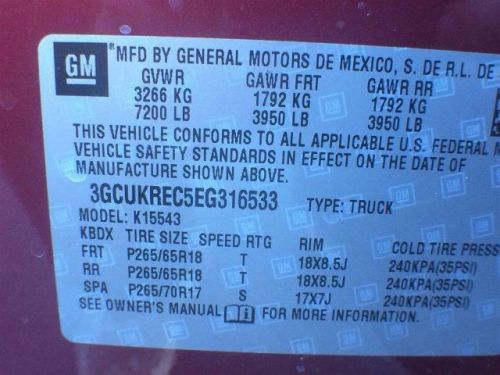 GM
*MFD BY GENERAL MOTORS DE MEXICO, S. DE R.L. DE
GVWR GAWR FRT GAWR RR
3266 KG 1792 KG 1792 KG
7200 LB 3950 LB 3950 LB
THIS VEHICLE CONFORMS TO ALL APPLICABLE U.S. FEDERAL M
VEHICLE SAFETY STANDARDS IN EFFECT ON THE DATE OF
MANUFACTURE SHOWN ABOVE.
3GCUKREC5EG316533 TYPE: TRUCK
MODEL: K15543
KBDX TIRE SIZE SPEED RTG RIM COLD TIRE P
FRT P265/65R18 T 18X8.5J 240KPA(35PSI)
RR P265/65R18 T 18X8.5J 240KPA(35PSI)
SPA P265/70R17 S 17X7J 240KPA(35PSI)
SEE OWNER'S MANUAL i FOR MORE INFORMATION.